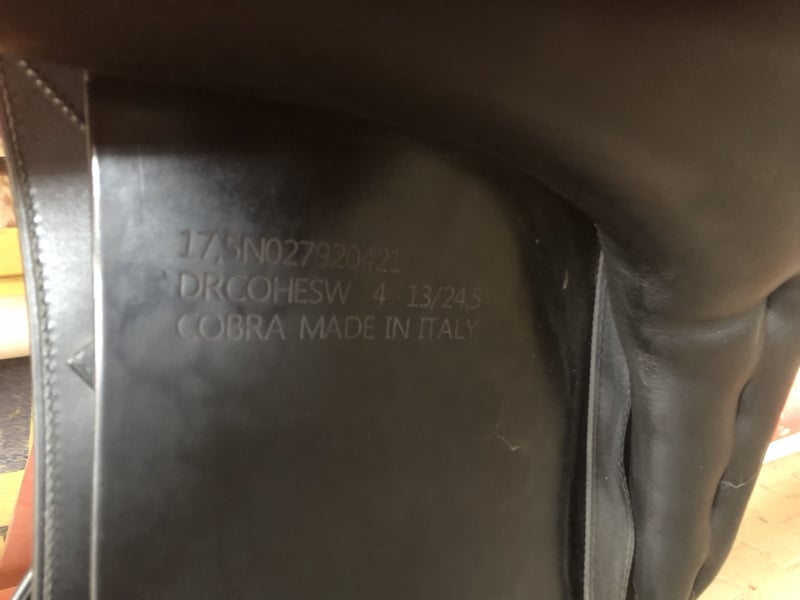 17,5N027920421
DRCOHESW 4 13/24,5
COBRA MADE IN ITALY